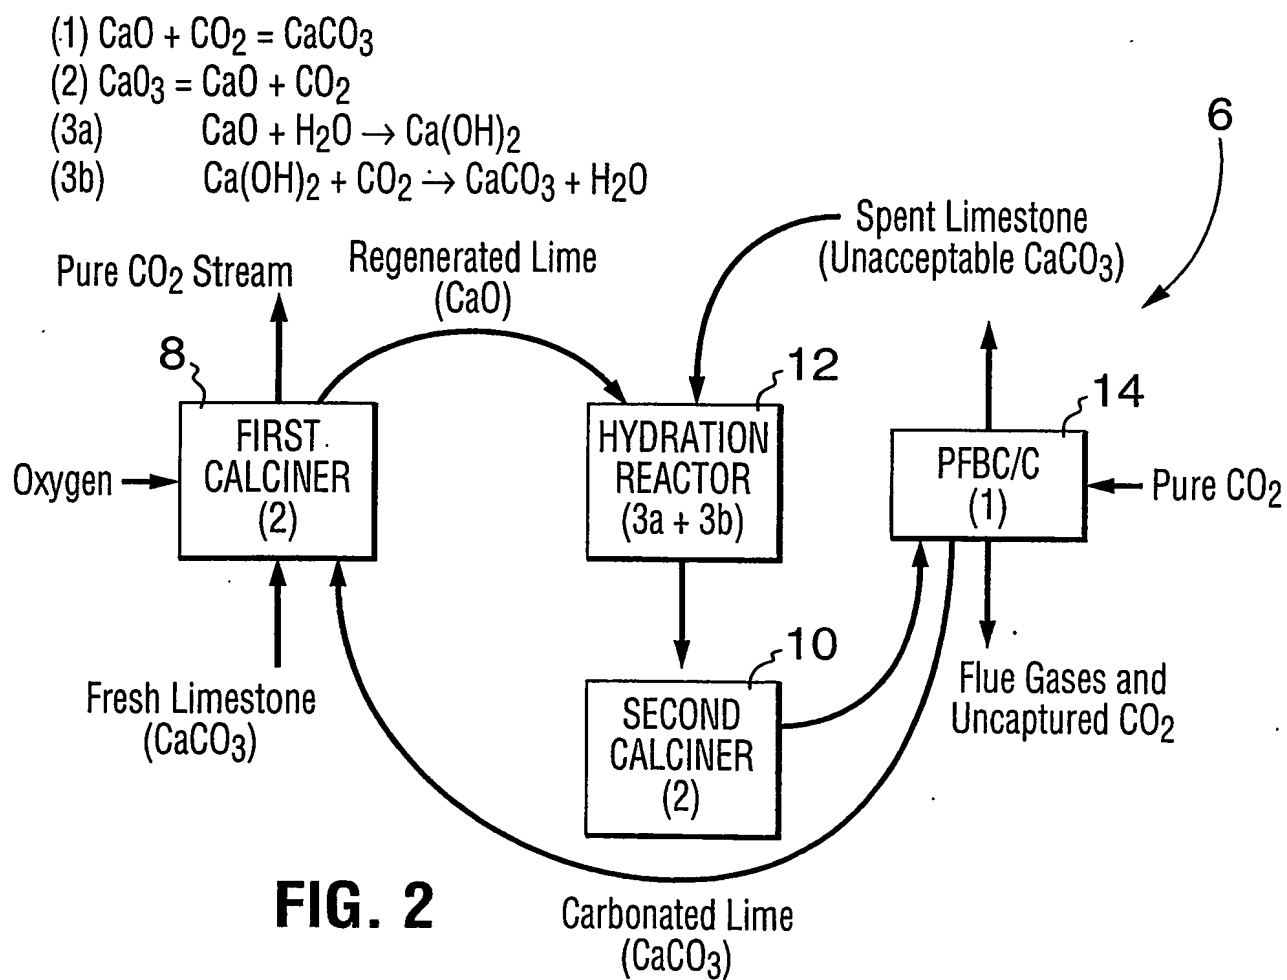 (1) CaO + CO₂ = CaCO₃
(2) CaO₃ = CaO + CO₂
(3a) CaO + H₂O → Ca(OH)₂
(3b) Ca(OH)₂ + CO₂ → CaCO₃ + H₂O
6
Spent Limestone
(Unacceptable CaCO₃)
Regenerated Lime
(CaO)
Pure CO₂ Stream
8
FIRST
CALCINER
(2)
Oxygen
12
HYDRATION
REACTOR
(3a + 3b)
14
PFBC/C
(1)
Pure CO₂
10
SECOND
CALCINER
(2)
Fresh Limestone
(CaCO₃)
Flue Gases and
Uncaptured CO₂
FIG. 2
Carbonated Lime
(CaCO₃)